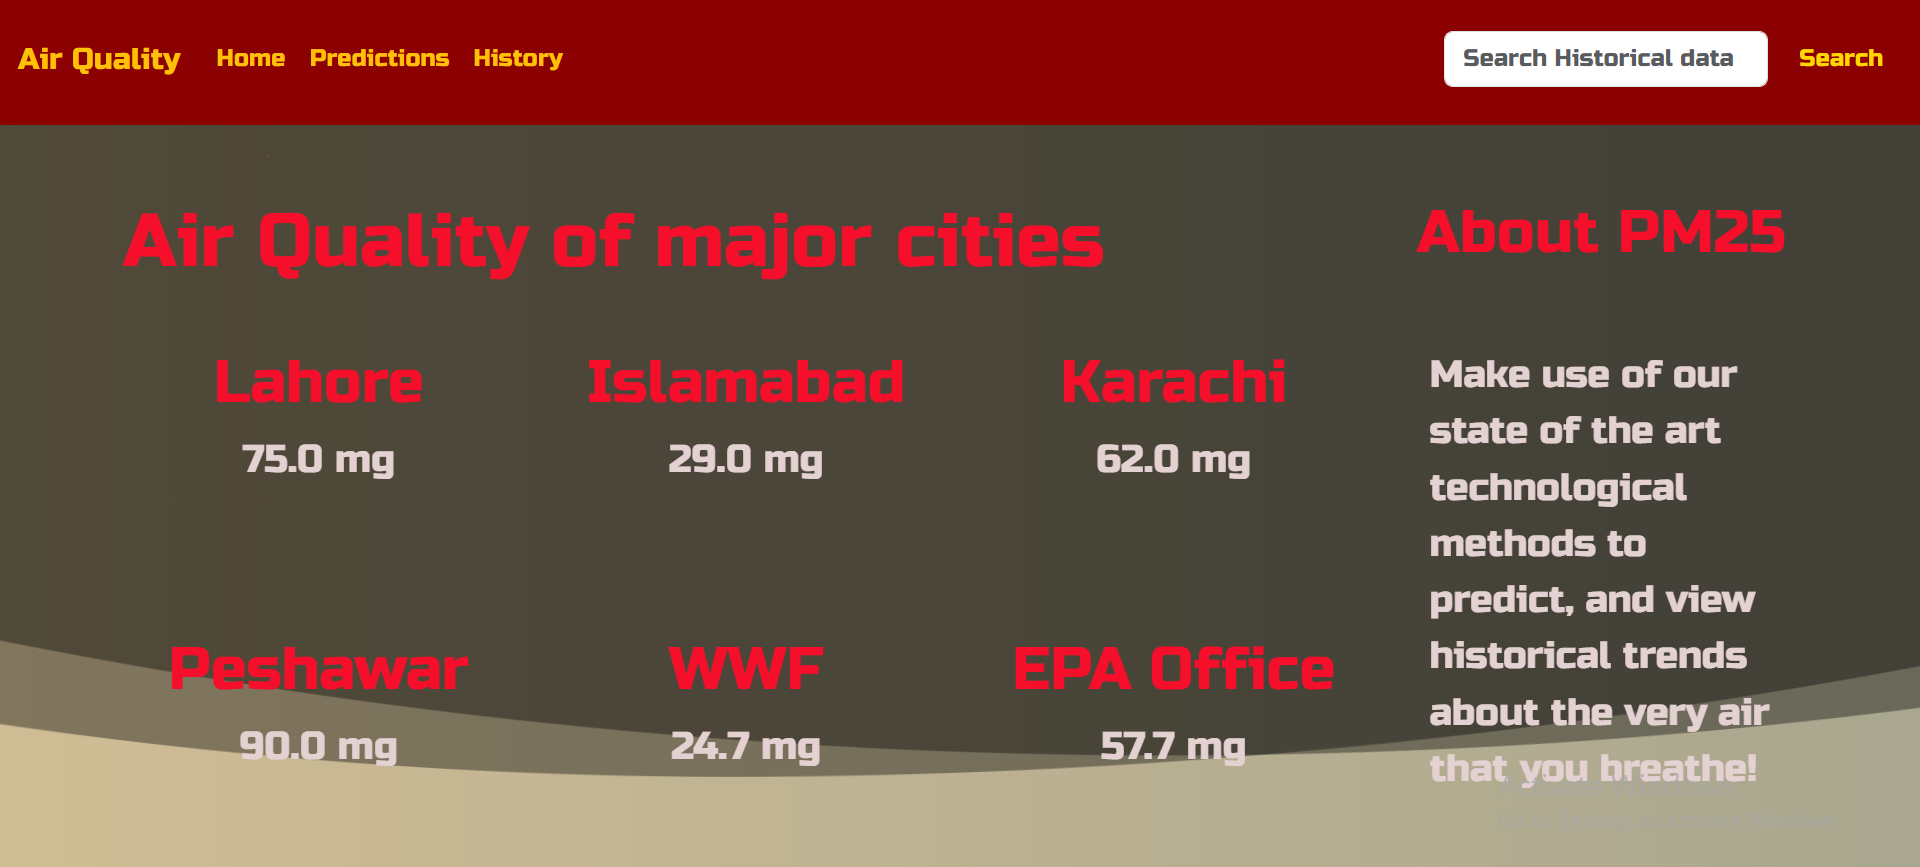 Air Quality Home Predictions History Search Historical data Search
Air Quality of major cities
Lahore Islamabad Karachi
75.0 mg 29.0 mg 62.0 mg
Peshawar WWF EPA Office
90.0 mg 24.7 mg 57.7 mg
About PM25
Make use of our
state of the art
technological
methods to
predict, and view
historical trends
about the very air
that you breathe!